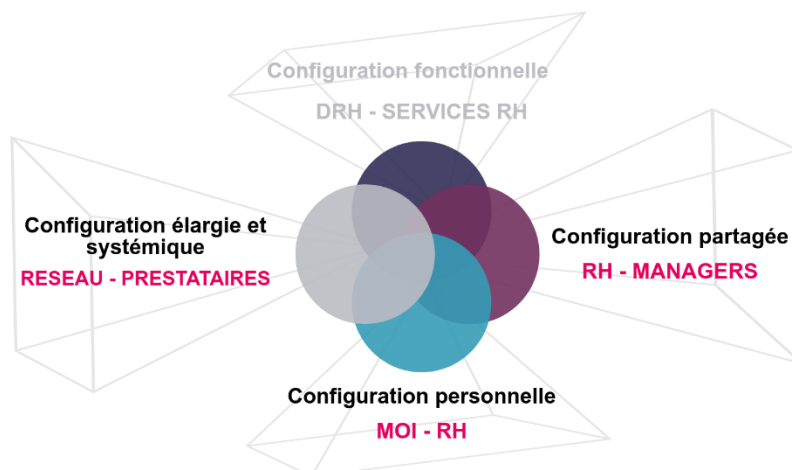 Configuration fonctionnelle
DRH - SERVICES RH
Configuration élargie et
systémique
RESEAU - PRESTATAIRES
Configuration partagée
RH - MANAGERS
Configuration personnelle
MOI - RH